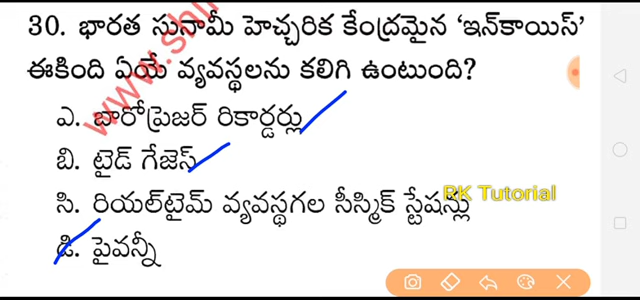 30. భారత సునామీ హెచ్చరిక కేంద్రమైన ‘ఇన్‌కాయిస్’
ఈకింది ఏయే వ్యవస్థలను కలిగి ఉంటుంది?
ఎ. బారోప్రెజర్ రికార్డర్లు
బి. టైడ్ గేజెస్
సి. రియల్‌టైమ్ వ్యవస్థగల సీస్మిక్ స్టేషన్లు
RK Tutorial
డి. పైవన్నీ